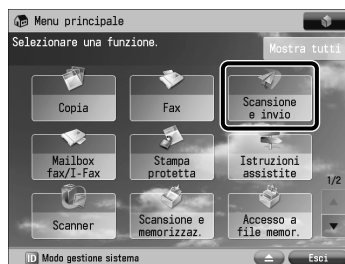 Menu principale
Selezionare una funzione.
Mostra tutti
Copia
Fax
Scansione
e invio
Mailbox
fax/I-Fax
Stampa
protetta
Istruzioni
assistite
1/2
Scanner
Scansione e
memorizzaz.
Accesso a
file memor.
ID Modo gestione sistema
Esci